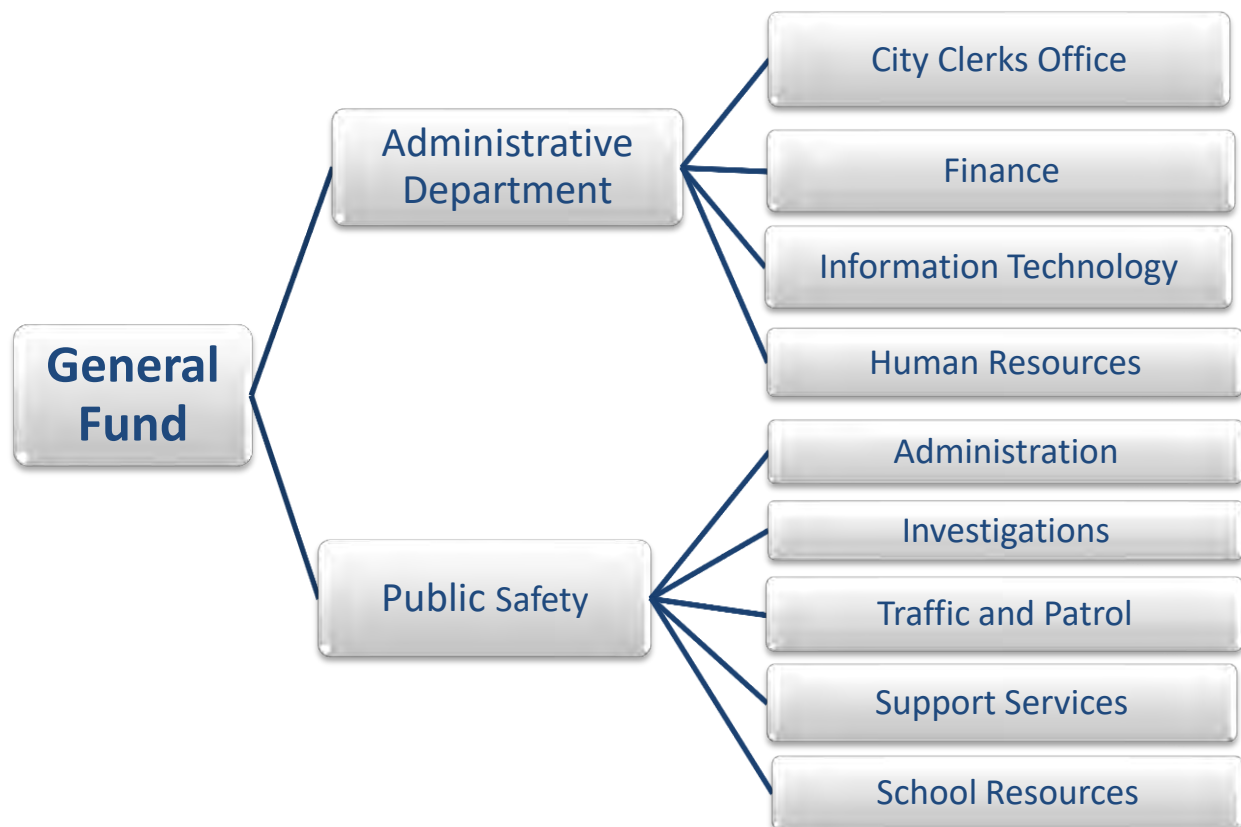 General
Fund
Administrative
Department
City Clerks Office
Finance
Information Technology
Human Resources
Public Safety
Administration
Investigations
Traffic and Patrol
Support Services
School Resources